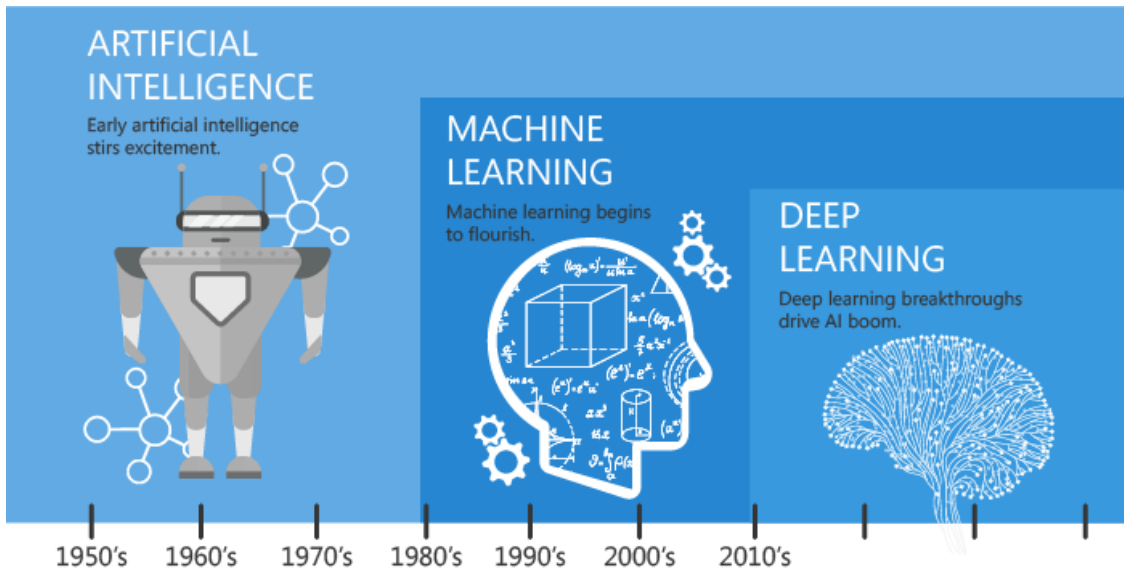 ARTIFICIAL
INTELLIGENCE
Early artificial intelligence
stirs excitement.
MACHINE
LEARNING
Machine learning begins
to flourish.
DEEP
LEARNING
Deep learning breakthroughs
drive AI boom.
1950's 1960's 1970's 1980's 1990's 2000's 2010's